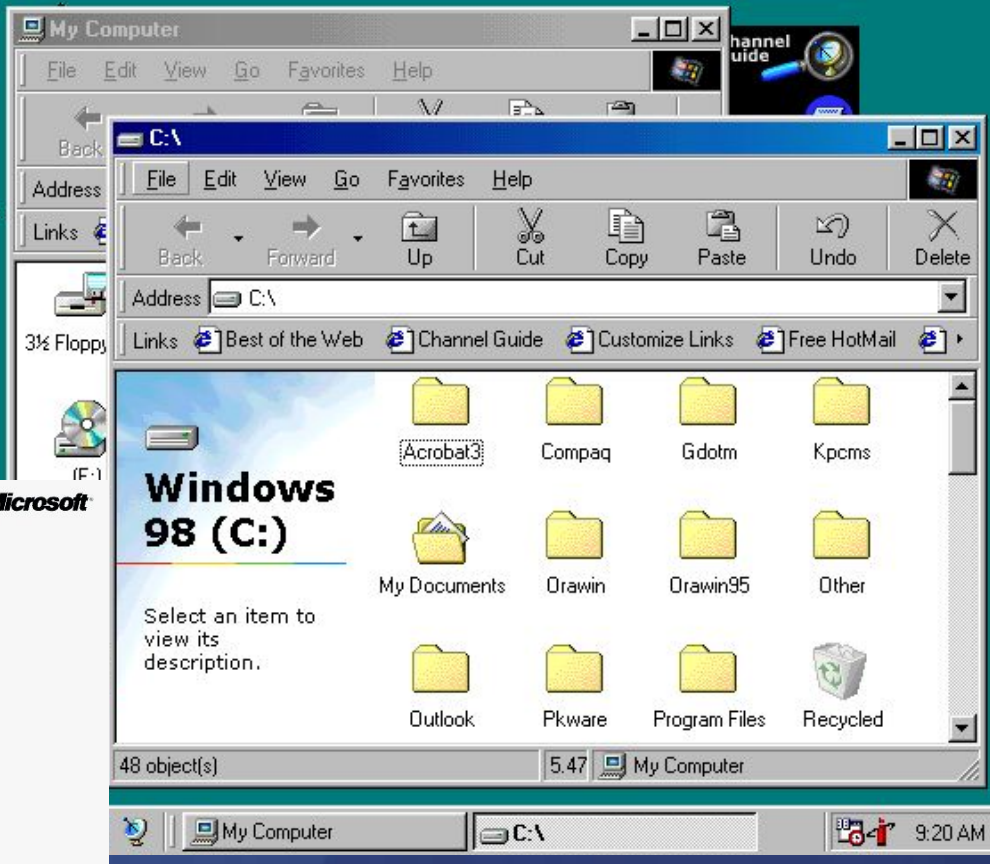 My Computer
File Edit View Go Favorites Help
hannel
uide
Back
Address
Links
3½ Floppy
(E:)
Microsoft
C:\
File Edit View Go Favorites Help
Back Forward Up Cut Copy Paste Undo Delete
Address C:\
Links Best of the Web Channel Guide Customize Links Free HotMail
Windows
98 (C:)
Select an item to
view its
description.
Acrobat3 Compaq Gdotm Kpcms
My Documents Orawin Orawin95 Other
Outlook Pkware Program Files Recycled
48 object(s) 5.47 My Computer
My Computer C:\ 9:20 AM